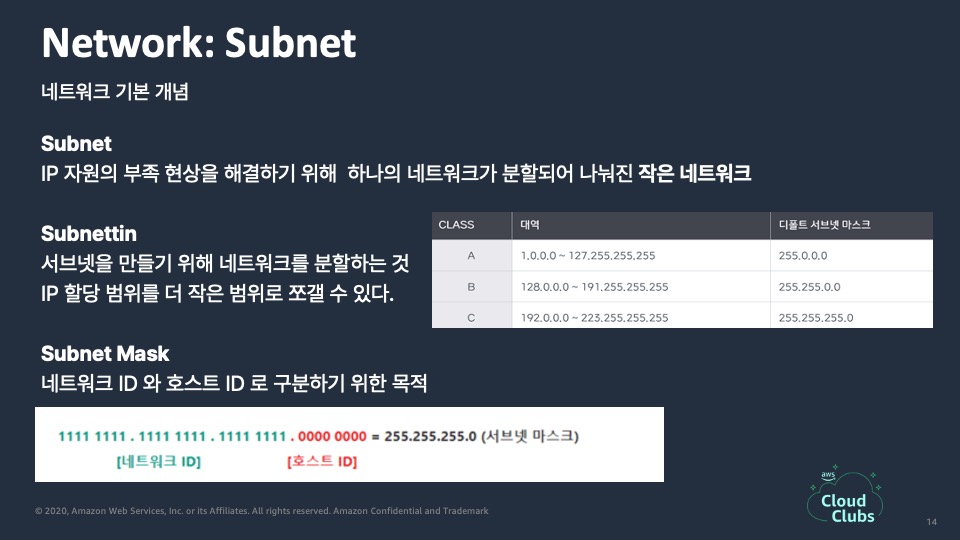 Network: Subnet
네트워크 기본 개념
Subnet
IP 자원의 부족 현상을 해결하기 위해 하나의 네트워크가 분할되어 나눠진 작은 네트워크
Subnettin
서브넷을 만들기 위해 네트워크를 분할하는 것
IP 할당 범위를 더 작은 범위로 쪼갤 수 있다.
CLASS 대역 디폴트 서브넷 마스크
A 1.0.0.0 ~ 127.255.255.255 255.0.0.0
B 128.0.0.0 ~ 191.255.255.255 255.255.0.0
C 192.0.0.0 ~ 223.255.255.255 255.255.255.0
Subnet Mask
네트워크 ID 와 호스트 ID 로 구분하기 위한 목적
1111 1111 . 1111 1111 . 1111 1111 . 0000 0000 = 255.255.255.0 (서브넷 마스크)
[네트워크 ID] [호스트 ID]
aws
Cloud
Clubs
© 2020, Amazon Web Services, Inc. or its Affiliates. All rights reserved. Amazon Confidential and Trademark
14